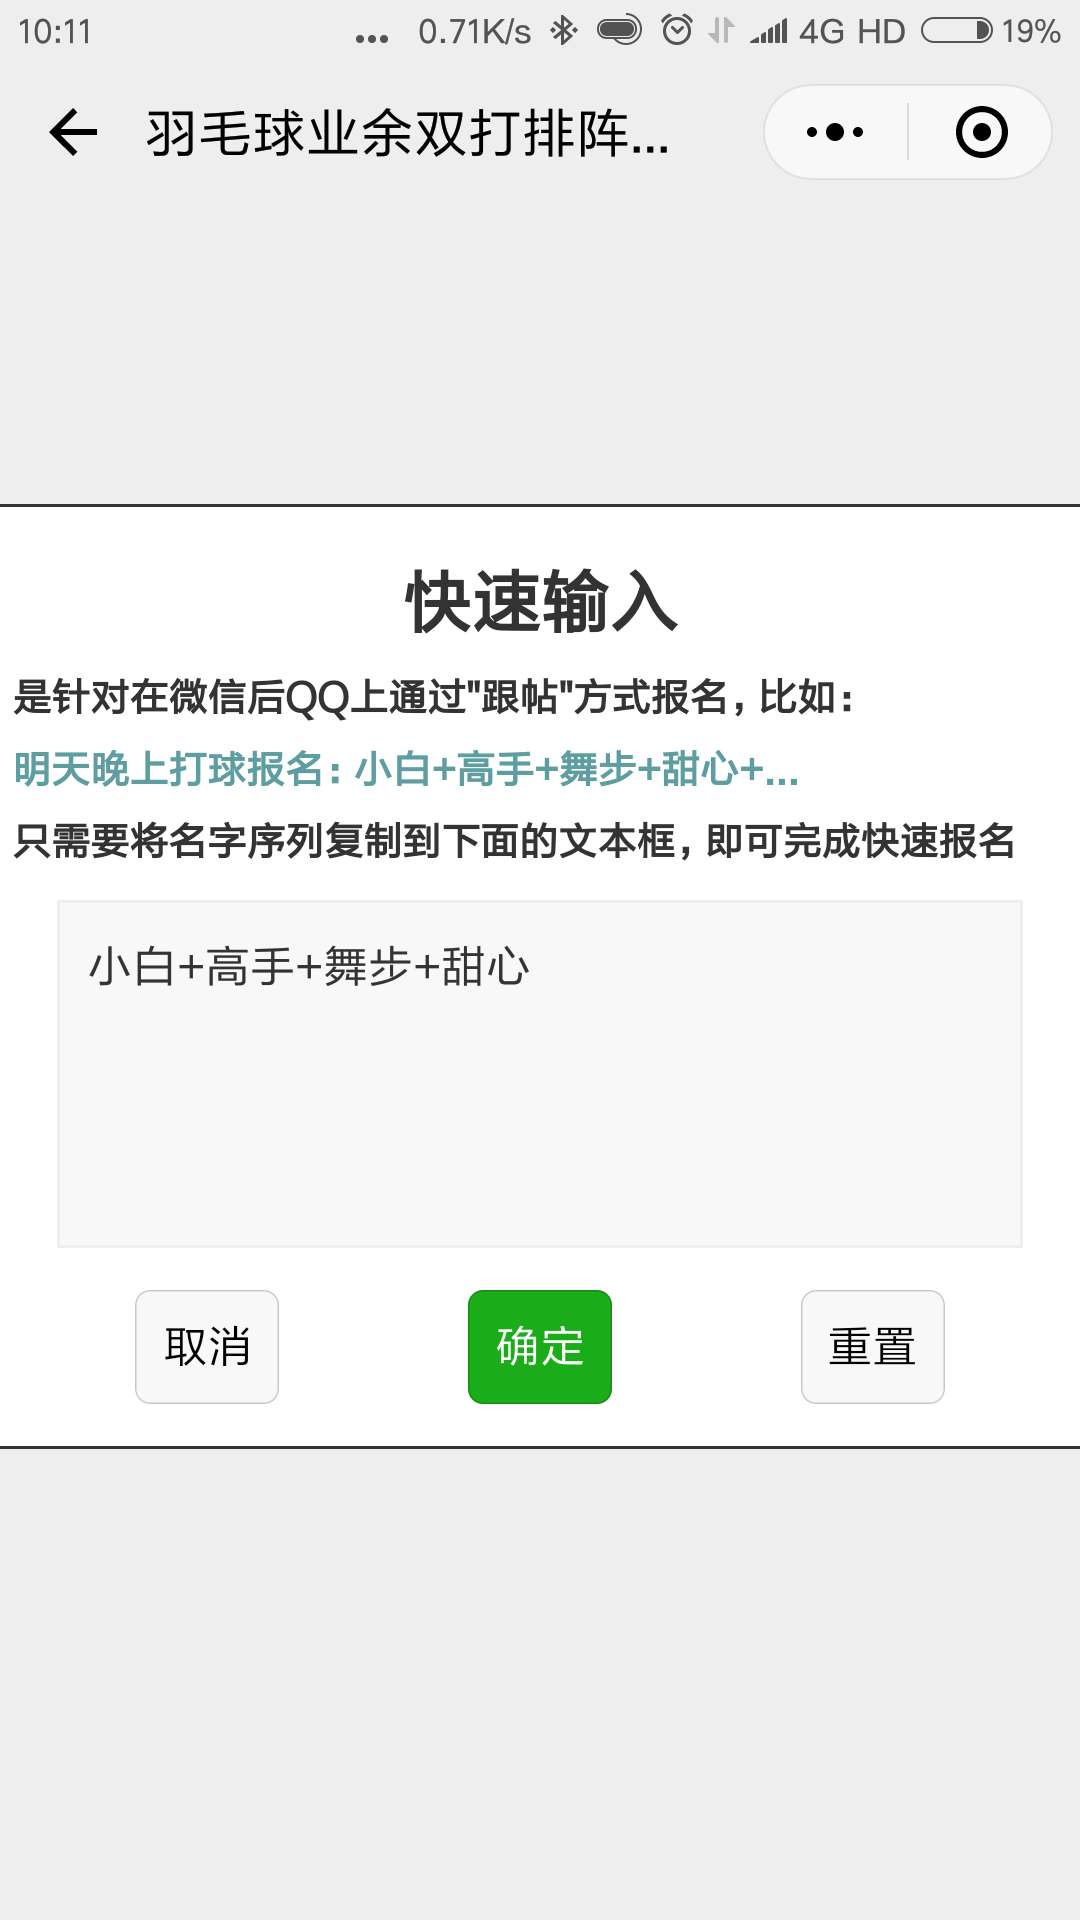 10:11 ... 0.71K/s 4G HD 19%
羽毛球业余双打排阵...
快速输入
是针对在微信后QQ上通过"跟帖"方式报名，比如：
明天晚上打球报名：小白+高手+舞步+甜心+...
只需要将名字序列复制到下面的文本框，即可完成快速报名
小白+高手+舞步+甜心
取消 确定 重置